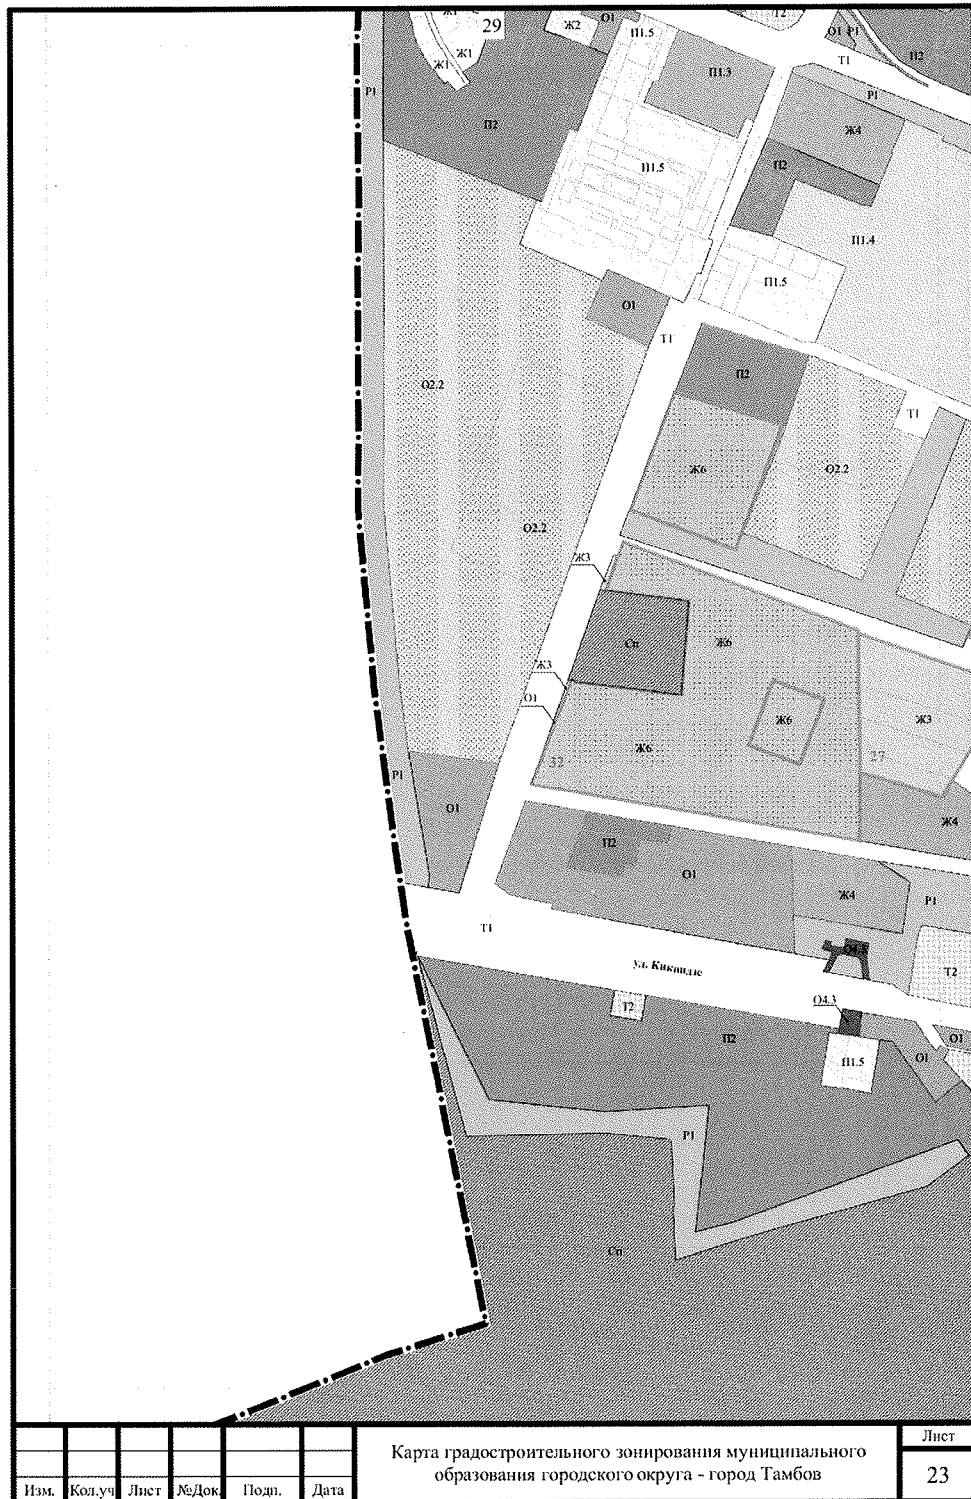 Ж1
29
Ж2
О1
П1.5
Т2
О1
Р1
П2
Ж1
Ж1
Т1
П1.3
Р1
Р1
П2
Ж4
П2
П1.5
П1.4
П1.5
О1
Т1
П2
О2.2
Т1
Ж6
О2.2
О2.2
Ж3
Сп
Ж6
Ж3
О1
Ж6
Ж3
Ж6
32
27
Р1
О1
Ж4
П2
О1
Ж4
Р1
Т1
ул. Киквидзе
Т2
О4.3
Т2
П2
О1
О1
П1.5
Р1
Сп
Изм. Кол.уч Лист №Док. Подп. Дата
Карта градостроительного зонирования муниципального
образования городского округа - город Тамбов
Лист
23